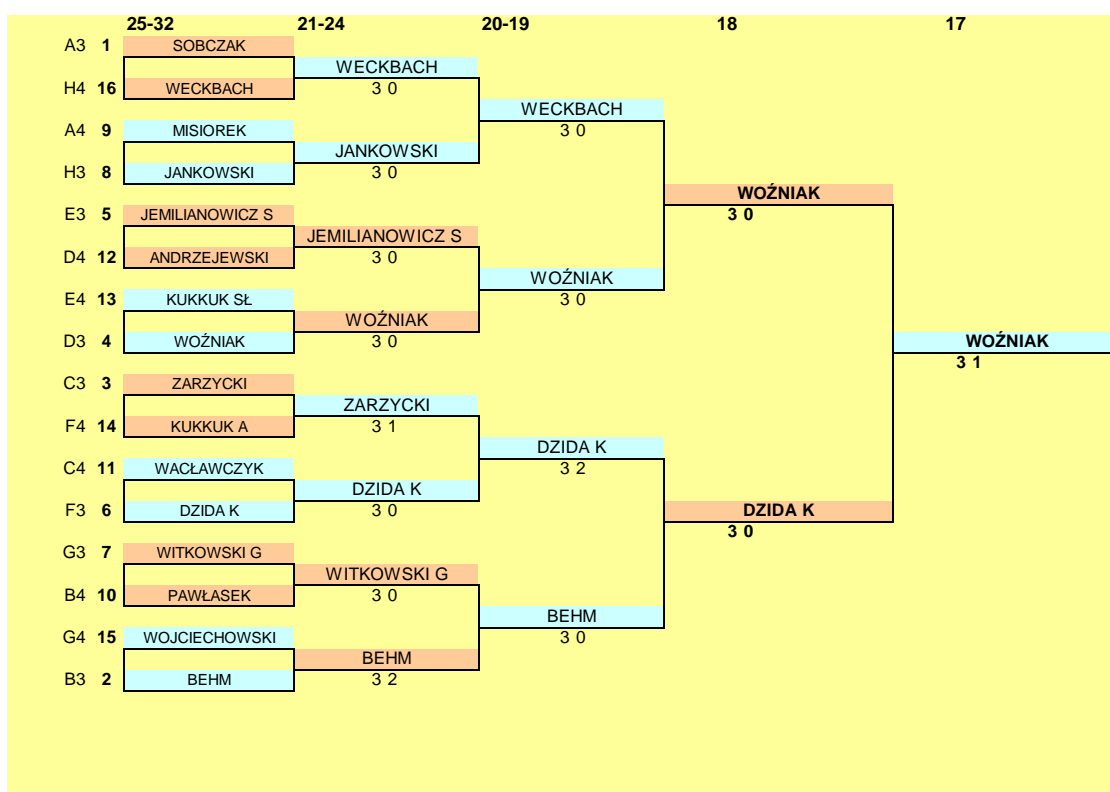 25-32 21-24 20-19 18 17
A3 1 SOBCZAK
WECKBACH
H4 16 WECKBACH 3 0
WECKBACH
A4 9 MISIOREK 3 0
JANKOWSKI
H3 8 JANKOWSKI 3 0
WOŹNIAK
E3 5 JEMILIANOWICZ S 3 0
JEMILIANOWICZ S
D4 12 ANDRZEJEWSKI 3 0
WOŹNIAK
E4 13 KUKKUK SŁ 3 0
WOŹNIAK
D3 4 WOŹNIAK 3 0 WOŹNIAK
3 1
C3 3 ZARZYCKI
ZARZYCKI
F4 14 KUKKUK A 3 1
DZIDA K
C4 11 WACŁAWCZYK 3 2
DZIDA K
F3 6 DZIDA K 3 0 DZIDA K
3 0
G3 7 WITKOWSKI G
WITKOWSKI G
B4 10 PAWŁASEK 3 0
BEHM
G4 15 WOJCIECHOWSKI 3 0
BEHM
B3 2 BEHM 3 2